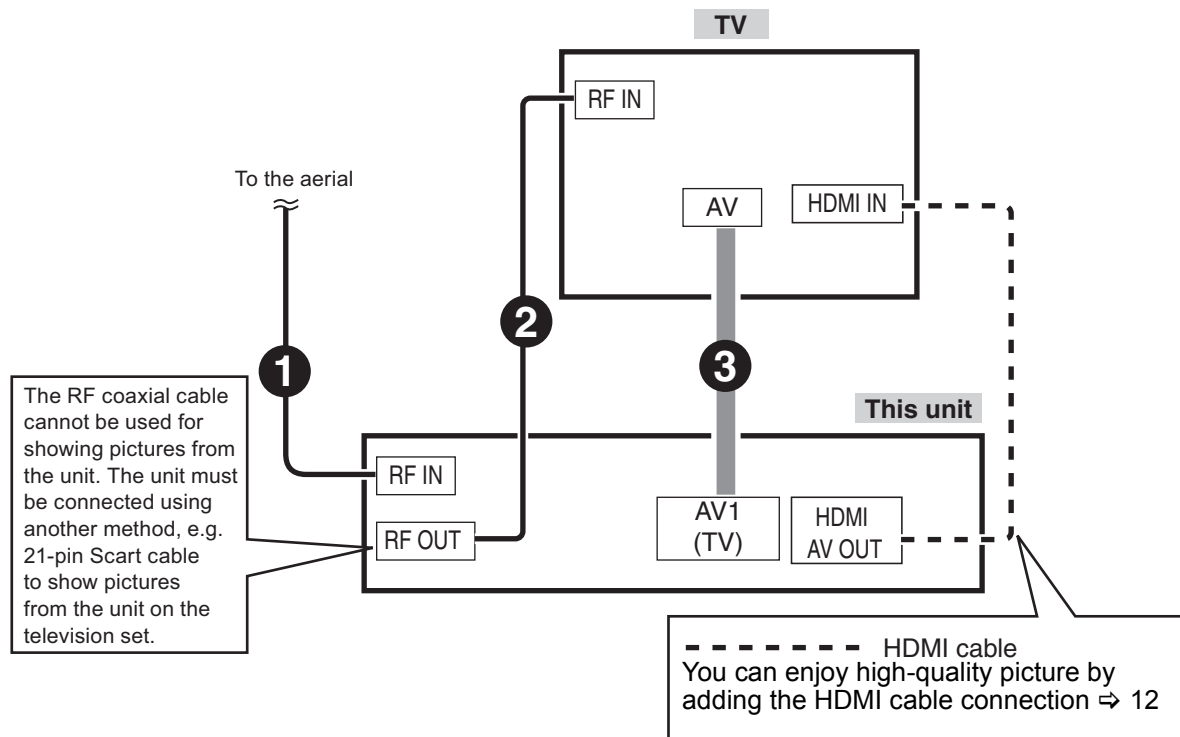 TV
RF IN
To the aerial
AV
HDMI IN
2
1
3
The RF coaxial cable
cannot be used for
showing pictures from
the unit. The unit must
be connected using
another method, e.g.
21-pin Scart cable
to show pictures
from the unit on the
television set.
This unit
RF IN
RF OUT
AV1
(TV)
HDMI
AV OUT
HDMI cable
You can enjoy high-quality picture by
adding the HDMI cable connection ⇨ 12